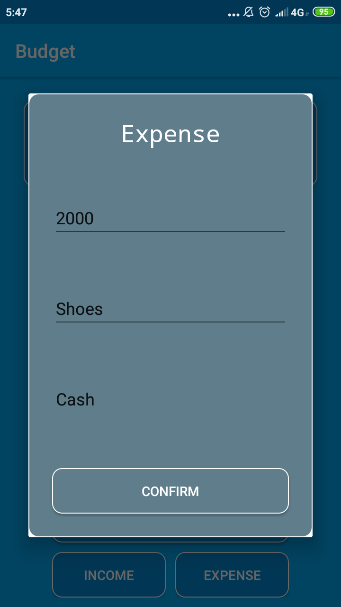 5:47
... 4G 95
Budget
Expense
2000
Shoes
Cash
CONFIRM
INCOME
EXPENSE